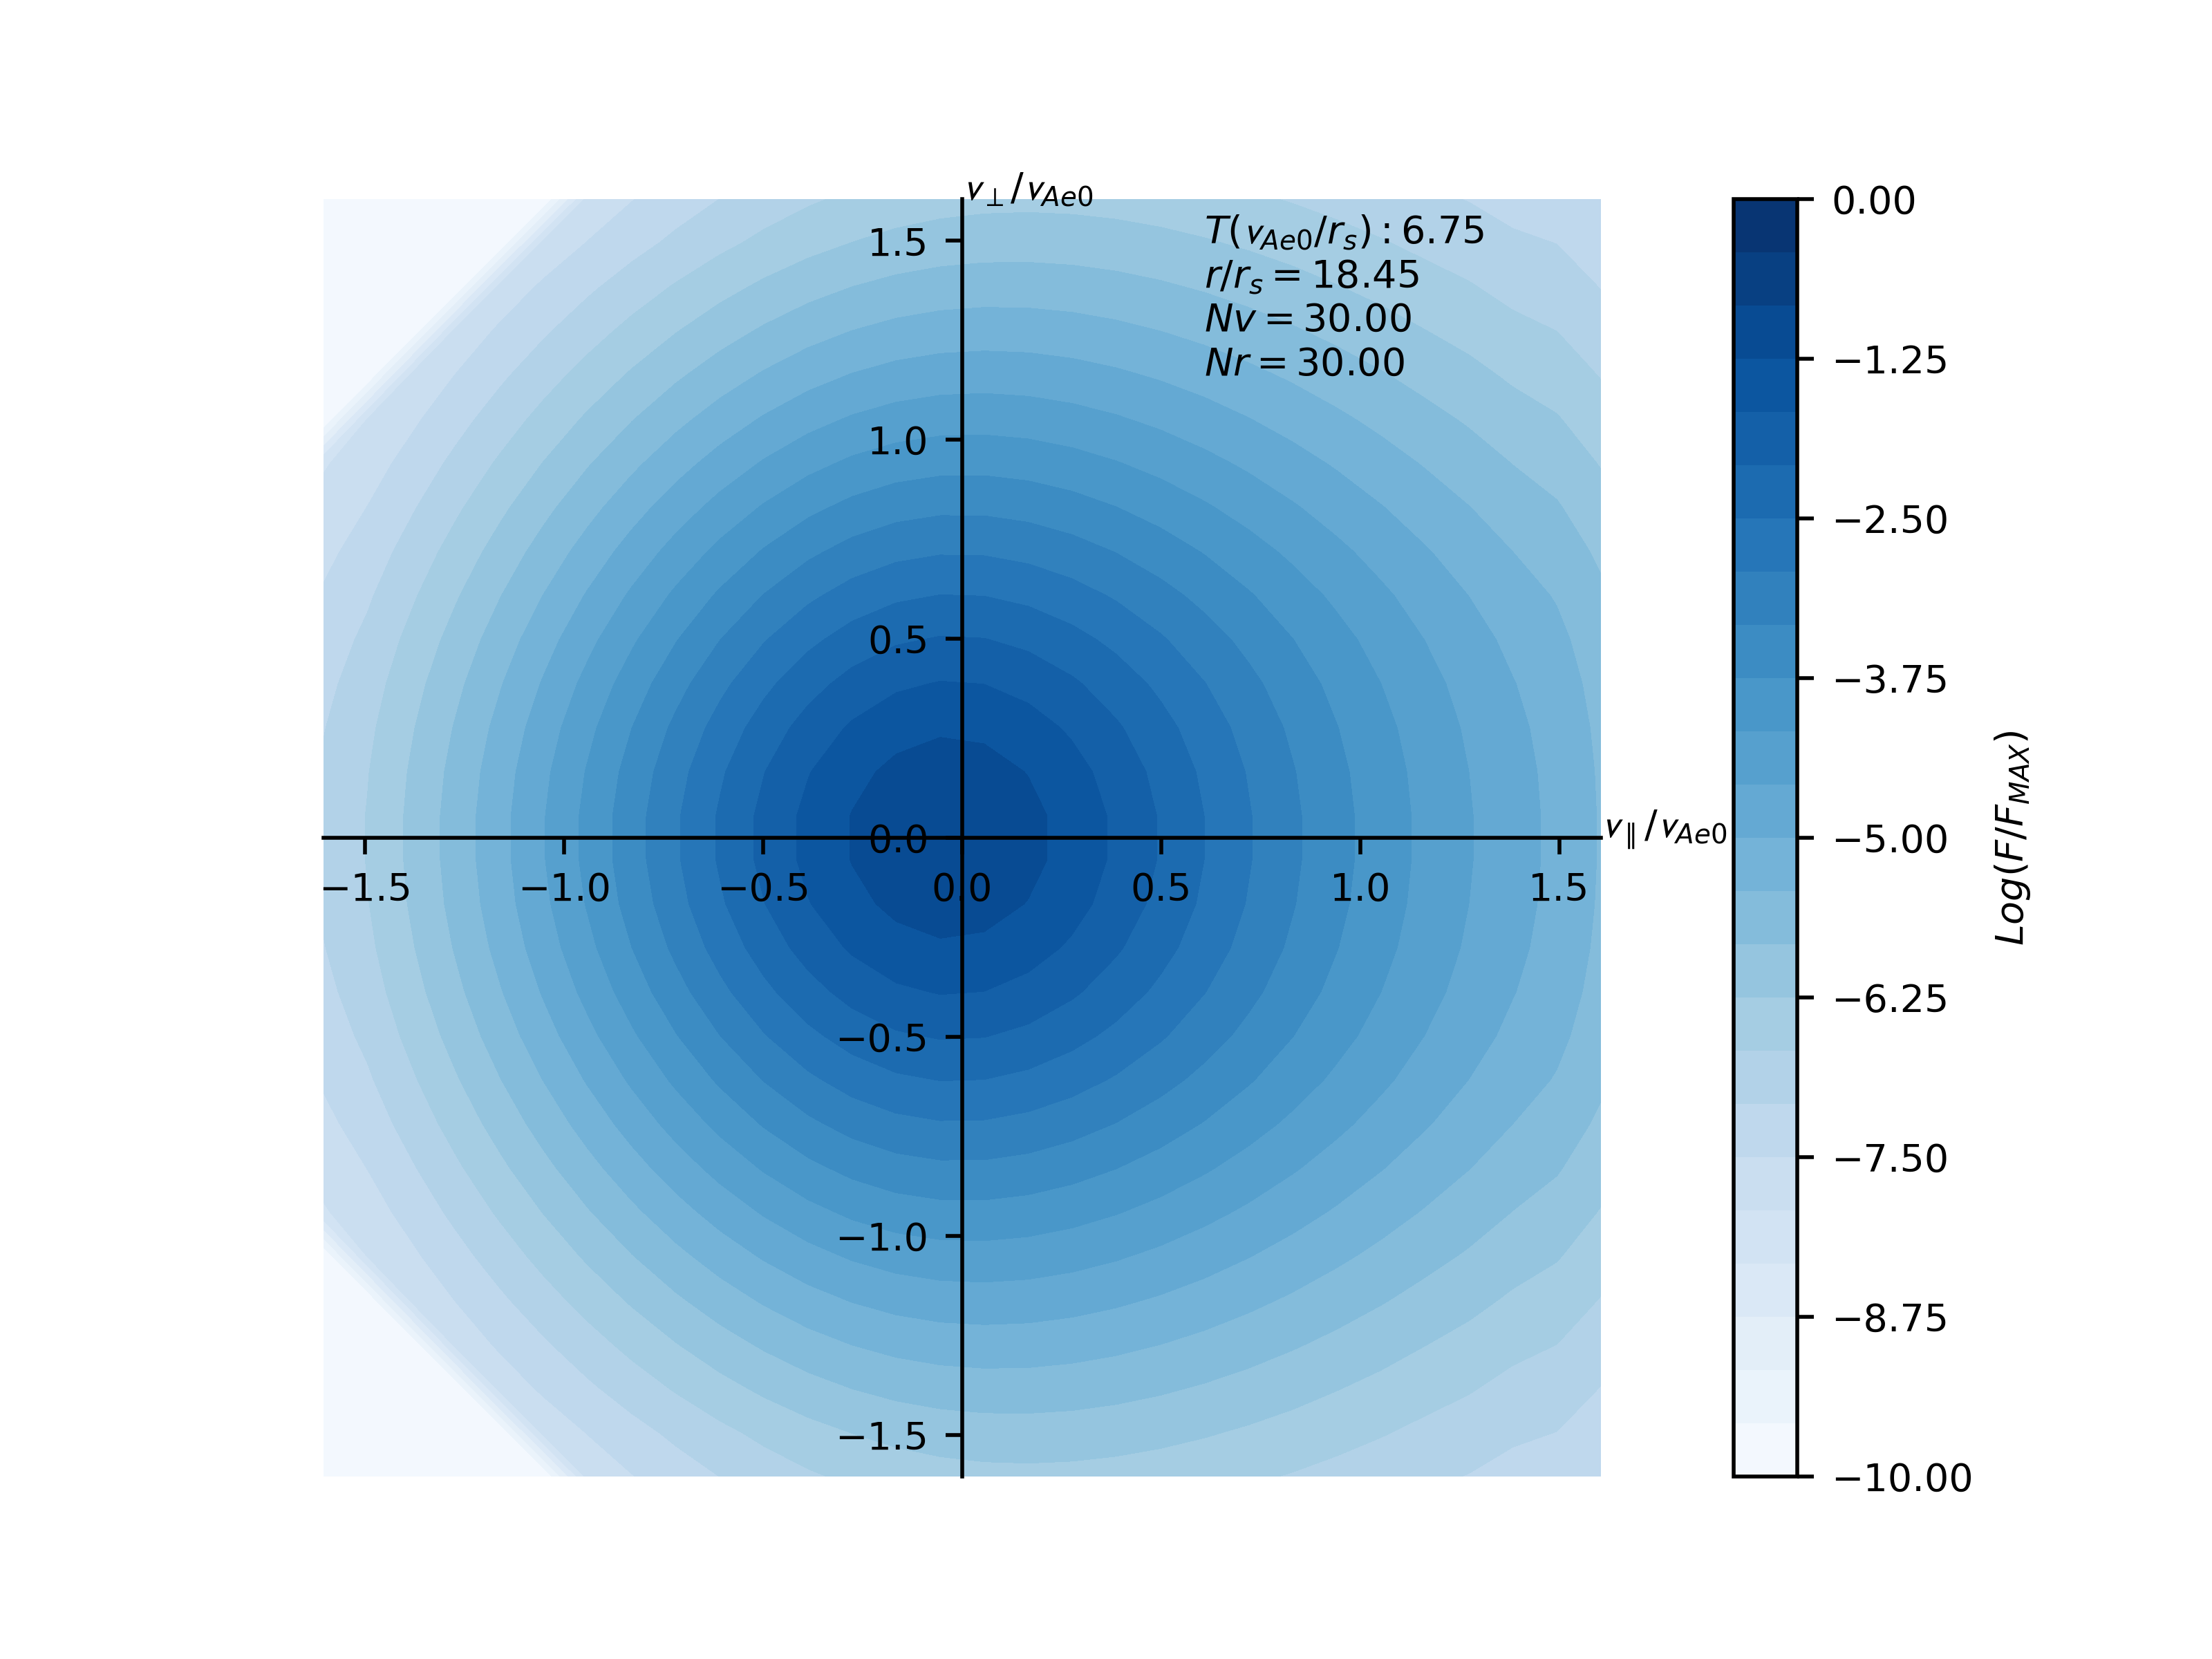 v⊥/vAe0
T(vAe0/rs) : 6.75
r/rs = 18.45
Nv = 30.00
Nr = 30.00
1.5
1.0
0.5
0.0
−0.5
−1.0
−1.5
−1.5 −1.0 −0.5 0.0 0.5 1.0 1.5
v∥/vAe0
0.00
−1.25
−2.50
−3.75
−5.00
−6.25
−7.50
−8.75
−10.00
Log(F/FMAX)